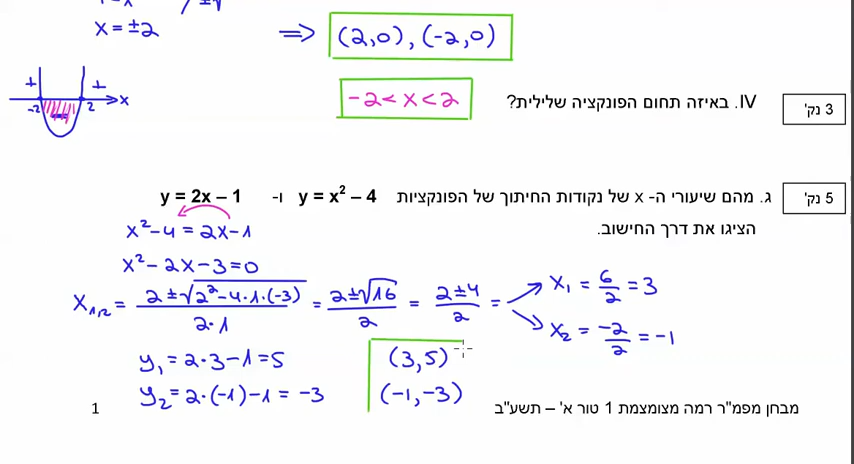 x = ±2 ⟹ (2,0), (-2,0)
3 נק'
IV. באיזה תחום הפונקציה שלילית?
-2 < x < 2
+ +
-2 2 x
5 נק'
ג. מהם שיעורי ה- x של נקודות החיתוך של הפונקציות y = x² – 4 ו- y = 2x – 1
הציגו את דרך החישוב.
x² - 4 = 2x - 1
x² - 2x - 3 = 0
x₁,₂ = (2 ± √(2² - 4·1·(-3))) / (2·1) = (2 ± √16) / 2 = (2 ± 4) / 2 =
x₁ = 6/2 = 3
x₂ = -2/2 = -1
y₁ = 2·3 - 1 = 5 (3,5)
y₂ = 2·(-1) - 1 = -3 (-1,-3)
מבחן מפמ"ר רמה מצומצמת 1 טור א' – תשע"ב 1